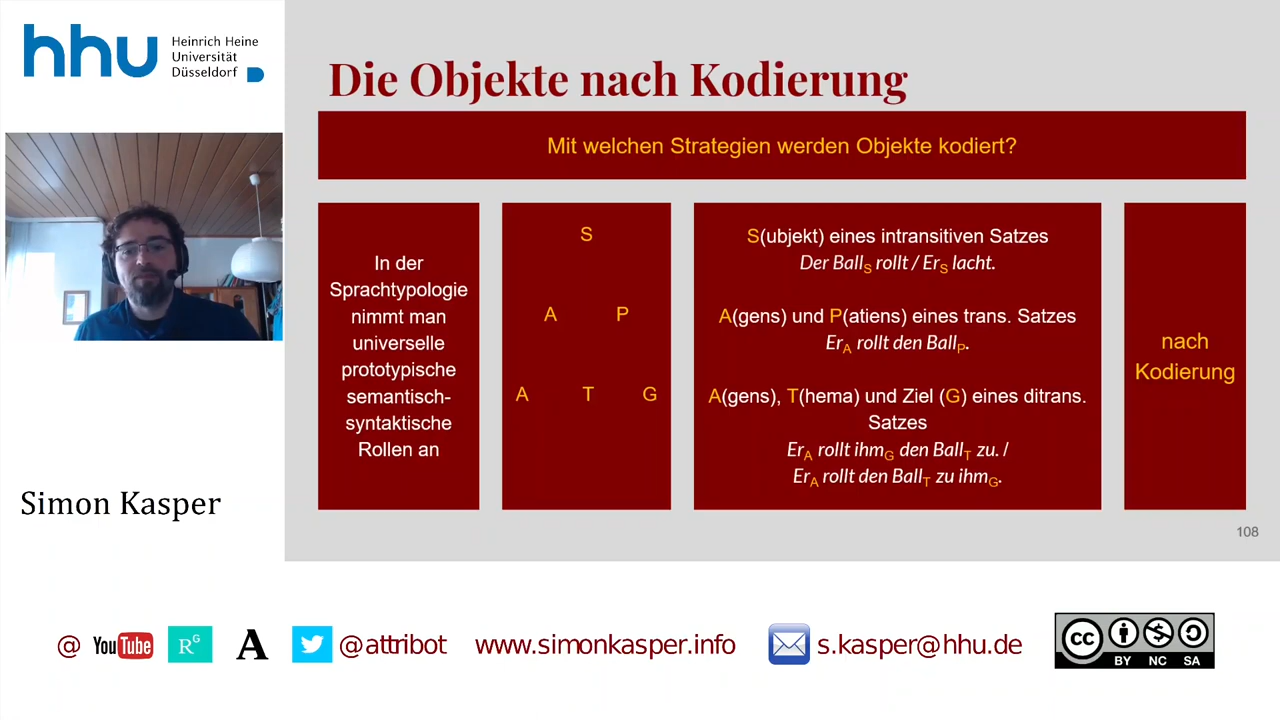 hhu Heinrich Heine
Universität
Düsseldorf
Die Objekte nach Kodierung
Mit welchen Strategien werden Objekte kodiert?
In der
Sprachtypologie
nimmt man
universelle
prototypische
semantisch-
syntaktische
Rollen an
S
A P
A T G
S(ubjekt) eines intransitiven Satzes
Der BallS rollt / ErS lacht.
A(gens) und P(atiens) eines trans. Satzes
ErA rollt den BallP.
A(gens), T(hema) und Ziel (G) eines ditrans.
Satzes
ErA rollt ihmG den BallT zu. /
ErA rollt den BallT zu ihmG.
nach
Kodierung
108
Simon Kasper
@ YouTube RG A @attribot www.simonkasper.info s.kasper@hhu.de cc
BY NC SA